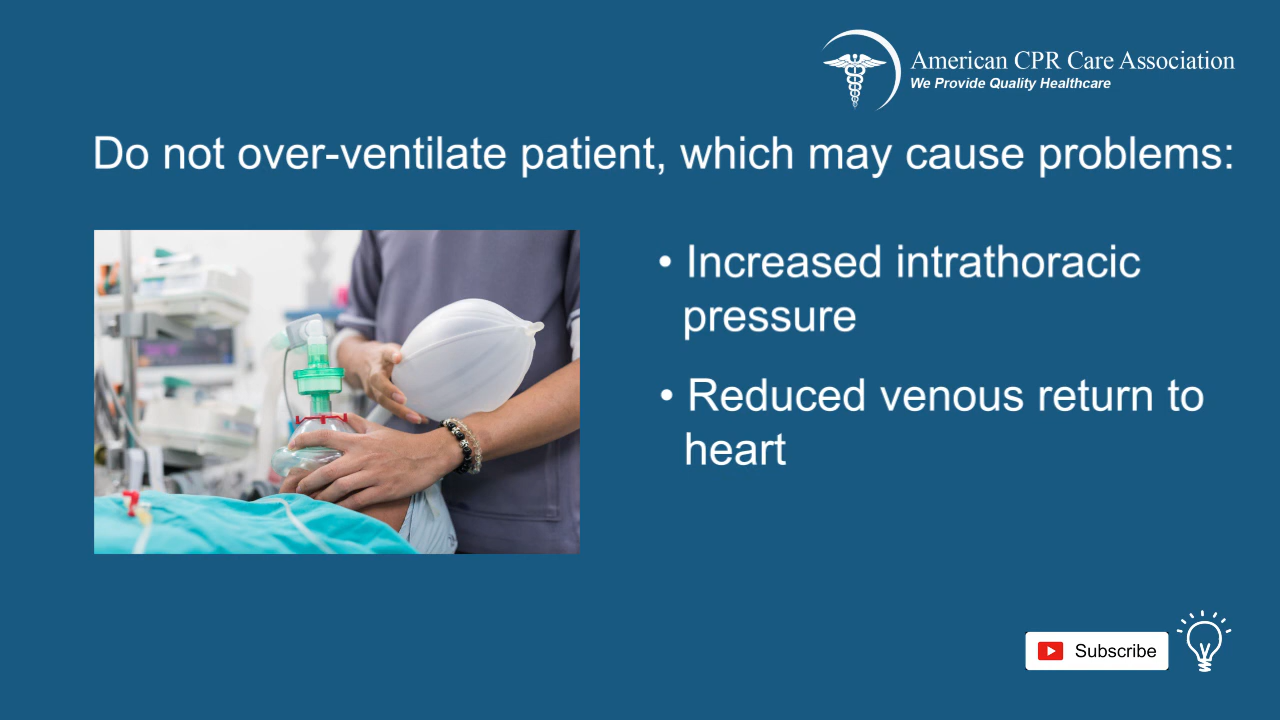 American CPR Care Association
We Provide Quality Healthcare
Do not over-ventilate patient, which may cause problems:
• Increased intrathoracic
pressure
• Reduced venous return to
heart
Subscribe